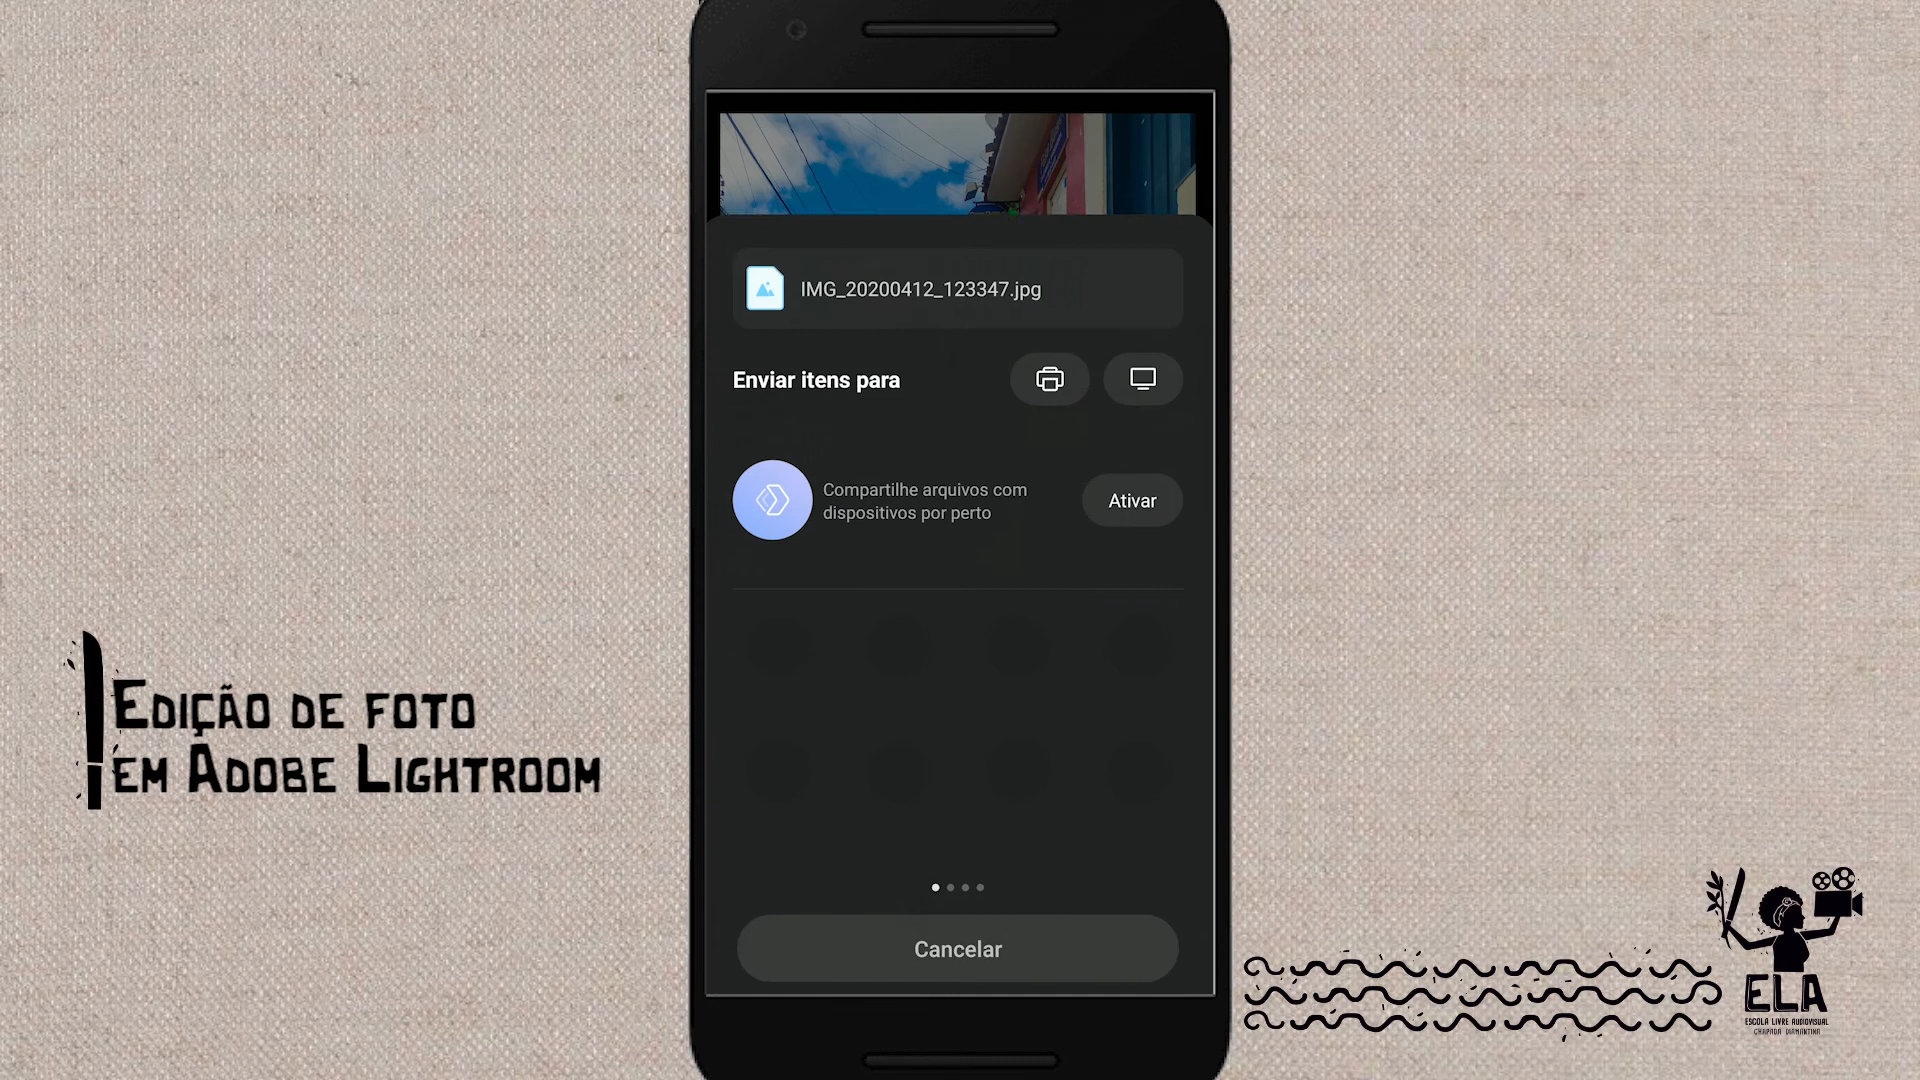 IMG_20200412_123347.jpg
Enviar itens para
Compartilhe arquivos com
dispositivos por perto
Ativar
Cancelar
Edição de foto
em Adobe Lightroom
ELA
ESCOLA LIVRE AUDIOVISUAL
CHAPADA DIAMANTINA